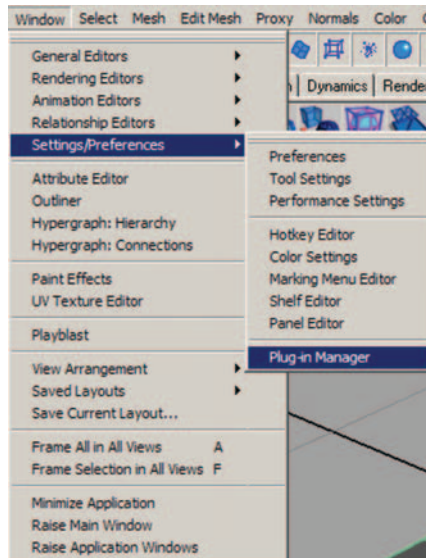 Window Select Mesh Edit Mesh Proxy Normals Color
General Editors
Rendering Editors
Animation Editors
Relationship Editors
Settings/Preferences
Attribute Editor
Outliner
Hypergraph: Hierarchy
Hypergraph: Connections
Paint Effects
UV Texture Editor
Playblast
View Arrangement
Saved Layouts
Save Current Layout...
Frame All in All Views A
Frame Selection in All Views F
Minimize Application
Raise Main Window
Raise Application Windows
Dynamics
Preferences
Tool Settings
Performance Settings
Hotkey Editor
Color Settings
Marking Menu Editor
Shelf Editor
Panel Editor
Plug-in Manager